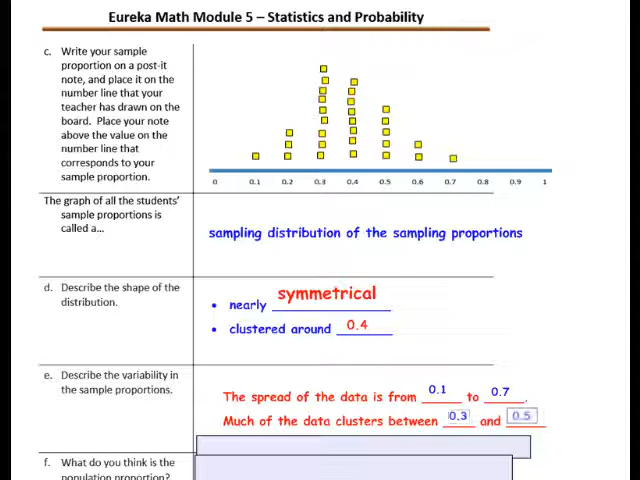 Eureka Math Module 5 – Statistics and Probability
c. Write your sample
proportion on a post-it
note, and place it on the
number line that your
teacher has drawn on the
board. Place your note
above the value on the
number line that
corresponds to your
sample proportion.
0 0.1 0.2 0.3 0.4 0.5 0.6 0.7 0.8 0.9 1
The graph of all the students'
sample proportions is
called a...
sampling distribution of the sampling proportions
d. Describe the shape of the
distribution.
• nearly symmetrical
• clustered around 0.4
e. Describe the variability in
the sample proportions.
The spread of the data is from 0.1 to 0.7.
Much of the data clusters between 0.3 and 0.5
f. What do you think is the
population proportion?